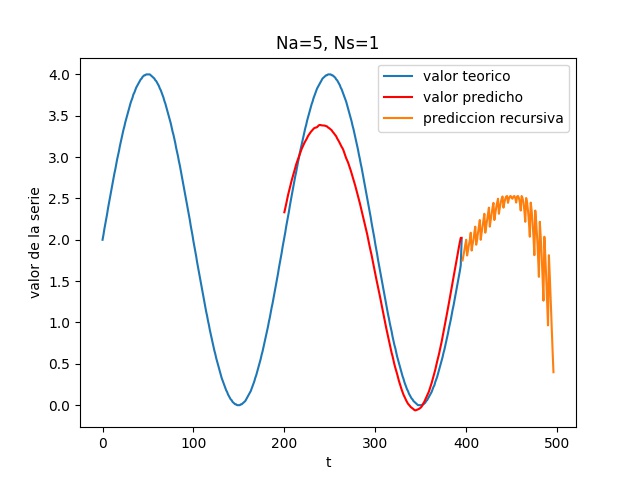 Na=5, Ns=1
valor teorico
valor predicho
prediccion recursiva
valor de la serie
4.0
3.5
3.0
2.5
2.0
1.5
1.0
0.5
0.0
0 100 200 300 400 500
t